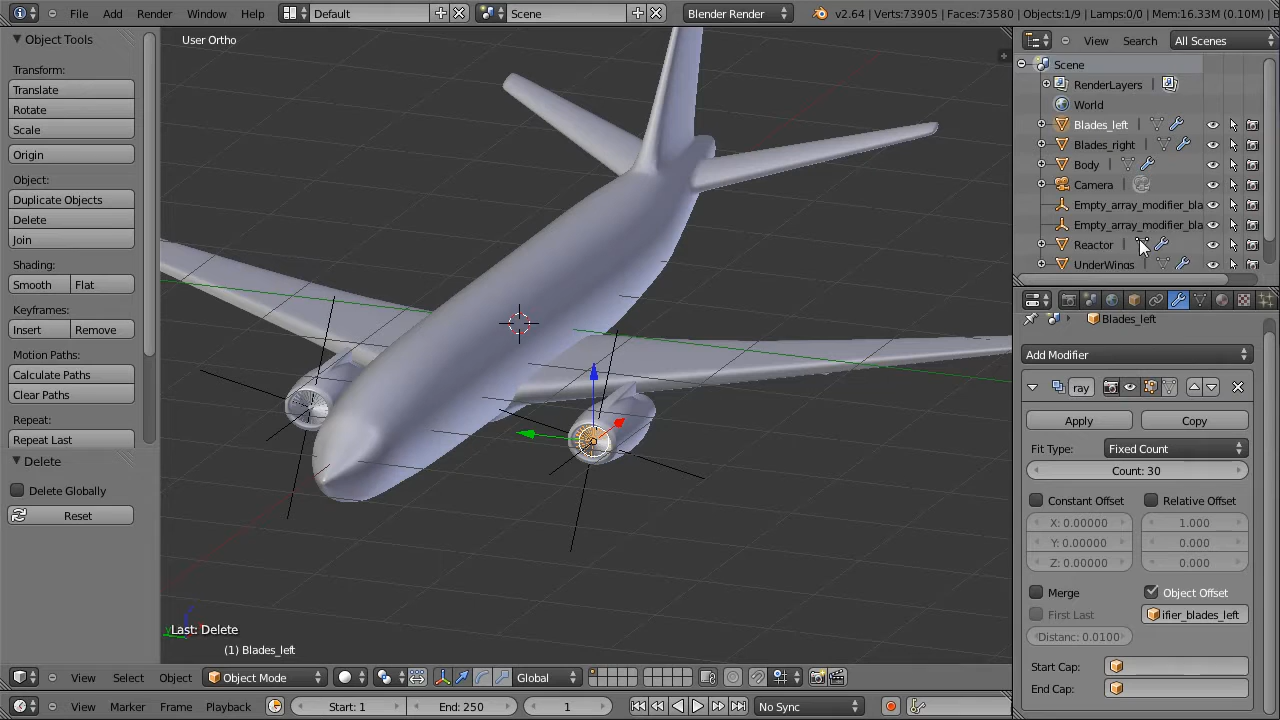 File Add Render Window Help Default Scene Blender Render v2.64 | Verts:73905 | Faces:73580 | Objects:1/9 | Lamps:0/0 | Mem:16.33M (0.10M) |
Object Tools
Transform:
Translate
Rotate
Scale
Origin
Object:
Duplicate Objects
Delete
Join
Shading:
Smooth Flat
Keyframes:
Insert Remove
Motion Paths:
Calculate Paths
Clear Paths
Repeat:
Repeat Last
Delete
Delete Globally
Reset
User Ortho
Last: Delete
(1) Blades_left
View Select Object Object Mode Global
View Marker Frame Playback Start: 1 End: 250 1 No Sync
View Search All Scenes
Scene
RenderLayers |
World
Blades_left |
Blades_right |
Body |
Camera |
Empty_array_modifier_bla
Empty_array_modifier_bla
Reactor |
UnderWings |
Blades_left
Add Modifier
ray
Apply Copy
Fit Type: Fixed Count
Count: 30
Constant Offset Relative Offset
X: 0.00000 1.000
Y: 0.00000 0.000
Z: 0.00000 0.000
Merge Object Offset
First Last ifier_blades_left
Distanc: 0.0100
Start Cap:
End Cap: